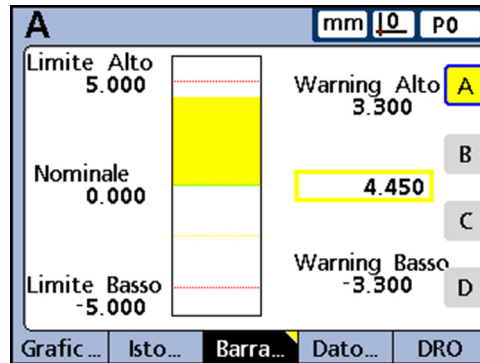 A mm 0 P0
Limite Alto
5.000
Warning Alto
3.300
A
B
Nominale
0.000
4.450
C
Warning Basso
-3.300
D
Limite Basso
-5.000
Grafic... Isto... Barra... Dato... DRO